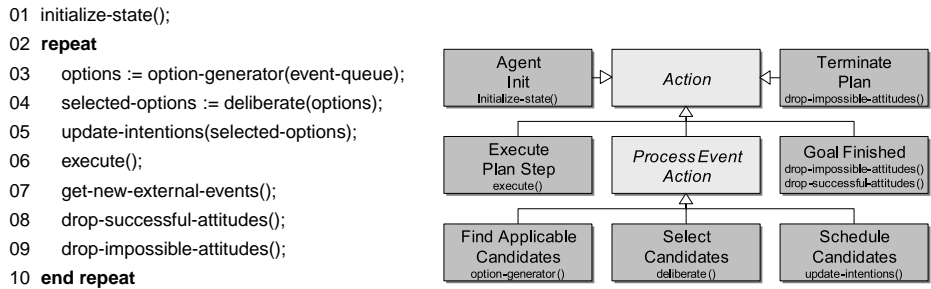 01 initialize-state();
02 repeat
03 options := option-generator(event-queue);
04 selected-options := deliberate(options);
05 update-intentions(selected-options);
06 execute();
07 get-new-external-events();
08 drop-successful-attitudes();
09 drop-impossible-attitudes();
10 end repeat
Agent
Init
Initialize-state()
Action
Terminate
Plan
drop-impossible-attitudes()
Execute
Plan Step
execute()
ProcessEvent
Action
Goal Finished
drop-impossible-attitudes()
drop-successful-attitudes()
Find Applicable
Candidates
option-generator()
Select
Candidates
deliberate()
Schedule
Candidates
update-intentions()